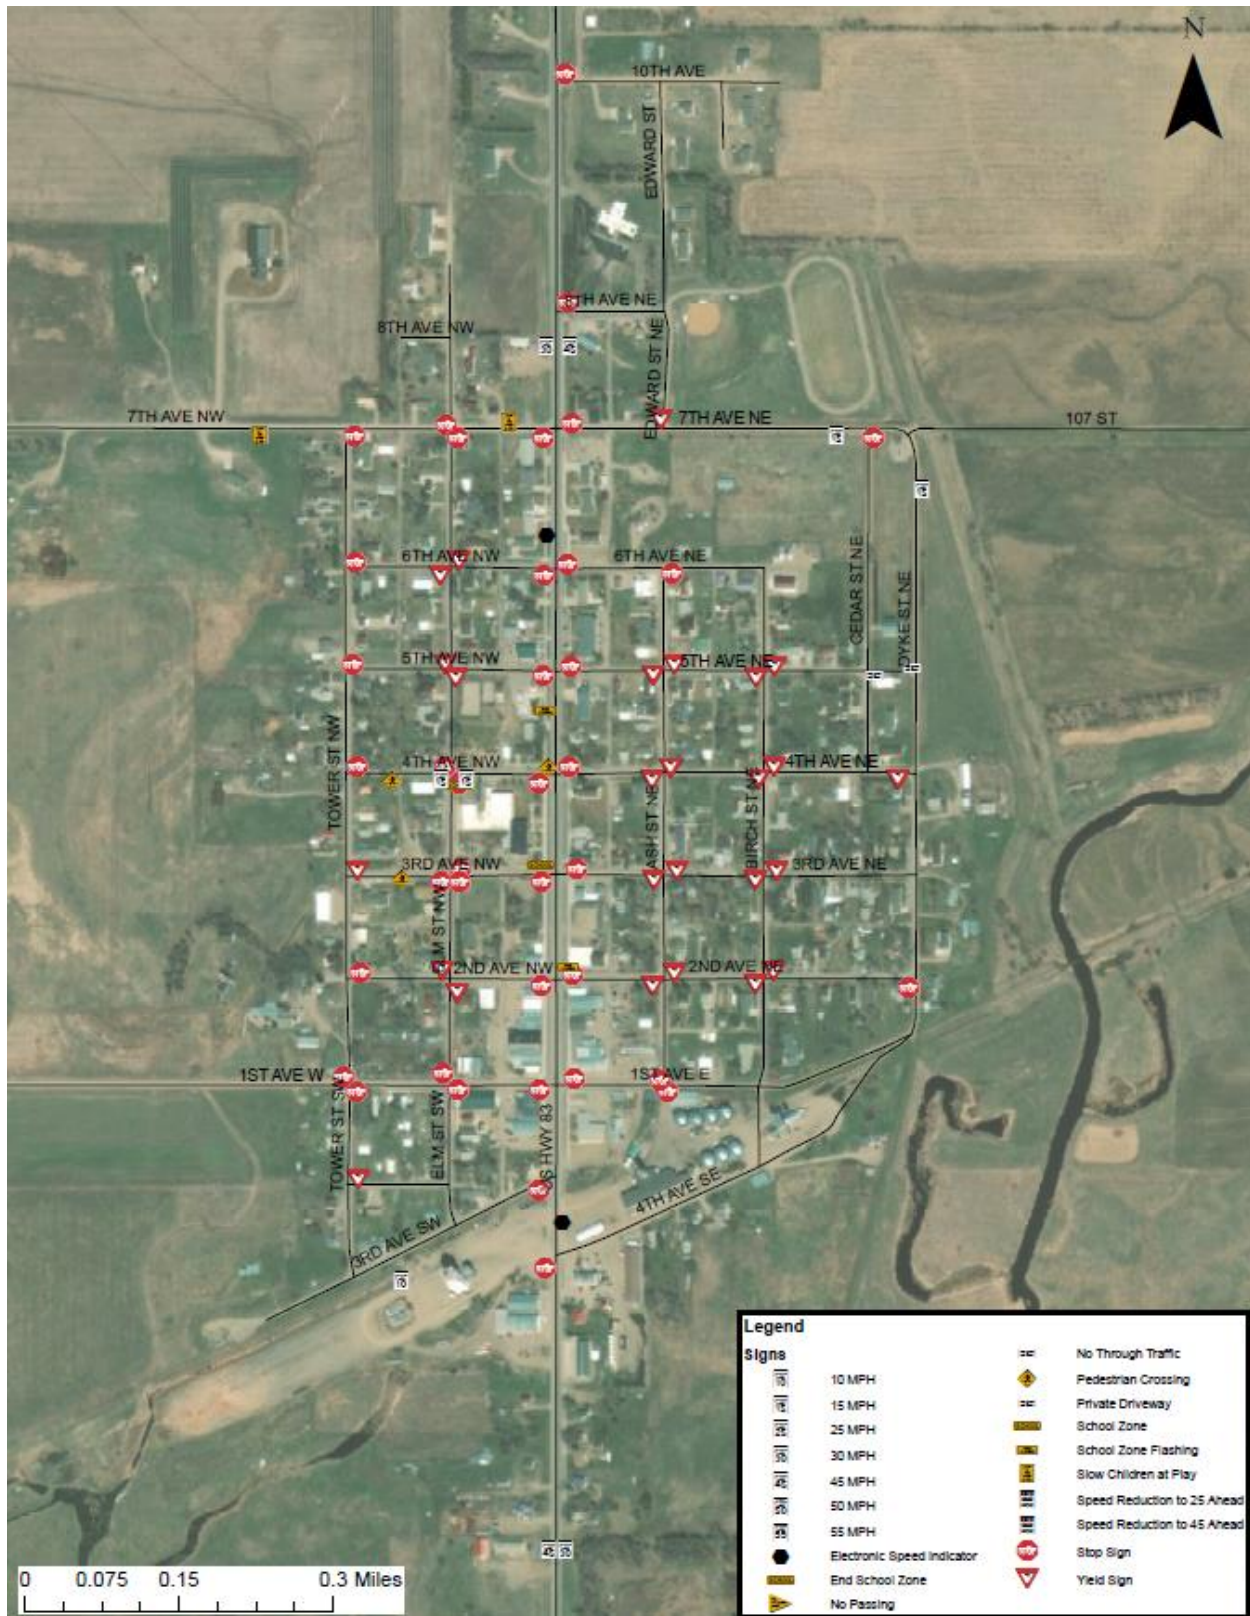 N
10TH AVE
EDWARD ST
8TH AVE NE
8TH AVE NW
EDWARD ST NE
7TH AVE NW
7TH AVE NE
107 ST
6TH AVE NW
6TH AVE NE
CEDAR ST NE
DYKE ST NE
5TH AVE NW
5TH AVE NE
TOWER ST NW
4TH AVE NW
4TH AVE NE
ASH ST NE
BIRCH ST NE
3RD AVE NW
3RD AVE NE
ELM ST NW
2ND AVE NW
2ND AVE NE
1ST AVE W
1ST AVE E
TOWER ST SW
ELM ST SW
US HWY 83
4TH AVE SE
3RD AVE SW
0 0.075 0.15 0.3 Miles
Legend
Signs
10 MPH
15 MPH
25 MPH
30 MPH
45 MPH
50 MPH
55 MPH
Electronic Speed Indicator
End School Zone
No Passing
No Through Traffic
Pedestrian Crossing
Private Driveway
School Zone
School Zone Flashing
Slow Children at Play
Speed Reduction to 25 Ahead
Speed Reduction to 45 Ahead
Stop Sign
Yield Sign